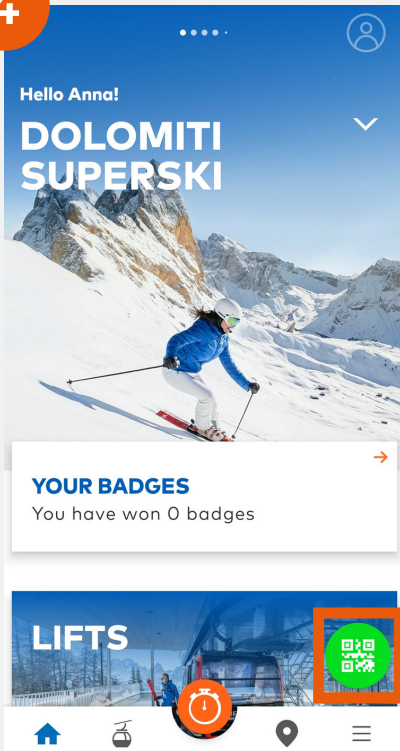 Hello Anna!
DOLOMITI
SUPERSKI
YOUR BADGES
You have won 0 badges
LIFTS